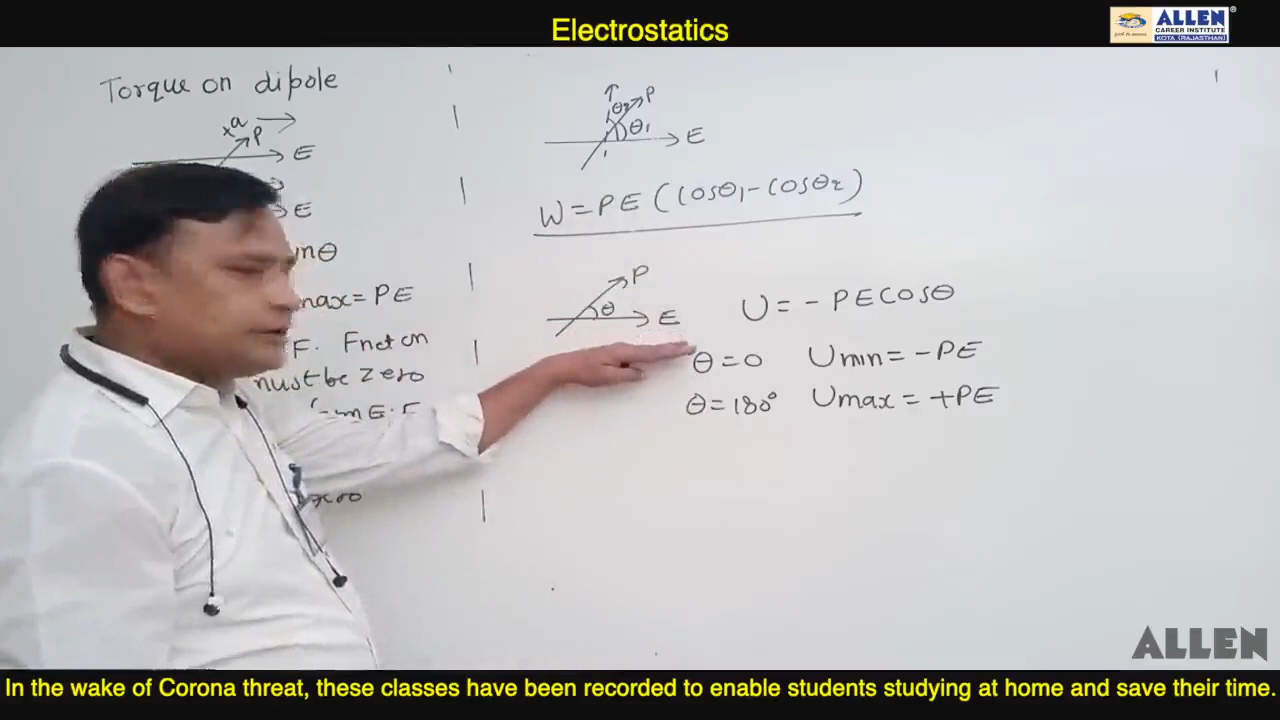 Electrostatics
ALLEN
CAREER INSTITUTE
KOTA (RAJASTHAN)
Torque on dipole
P
E
E
θ
max = PE
F. Fnet on
must be zero
P
θ2
θ1
E
W = PE (cosθ1 - cosθ2)
P
θ
E
U = - PE cosθ
θ = 0 Umin = - PE
θ = 180° Umax = + PE
ALLEN
In the wake of Corona threat, these classes have been recorded to enable students studying at home and save their time.